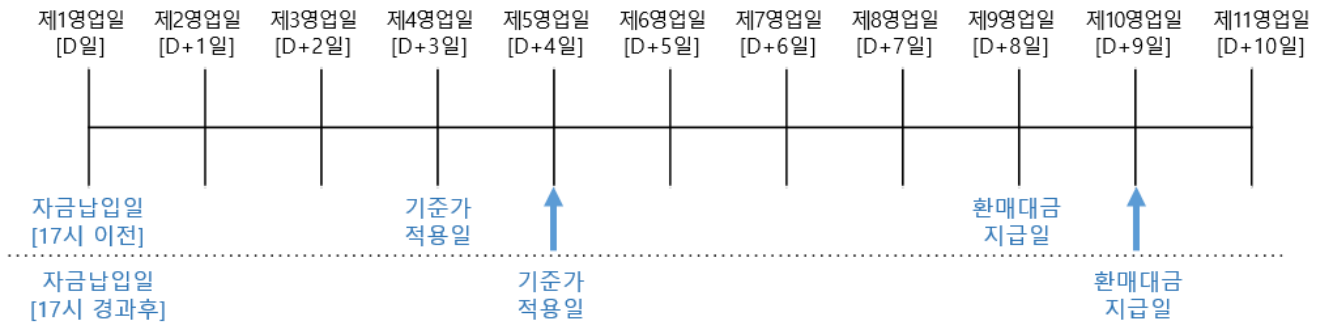 제1영업일 제2영업일 제3영업일 제4영업일 제5영업일 제6영업일 제7영업일 제8영업일 제9영업일 제10영업일 제11영업일
[D일] [D+1일] [D+2일] [D+3일] [D+4일] [D+5일] [D+6일] [D+7일] [D+8일] [D+9일] [D+10일]
자금납입일 기준가 환매대금
[17시 이전] 적용일 지급일
자금납입일 기준가 환매대금
[17시 경과후] 적용일 지급일